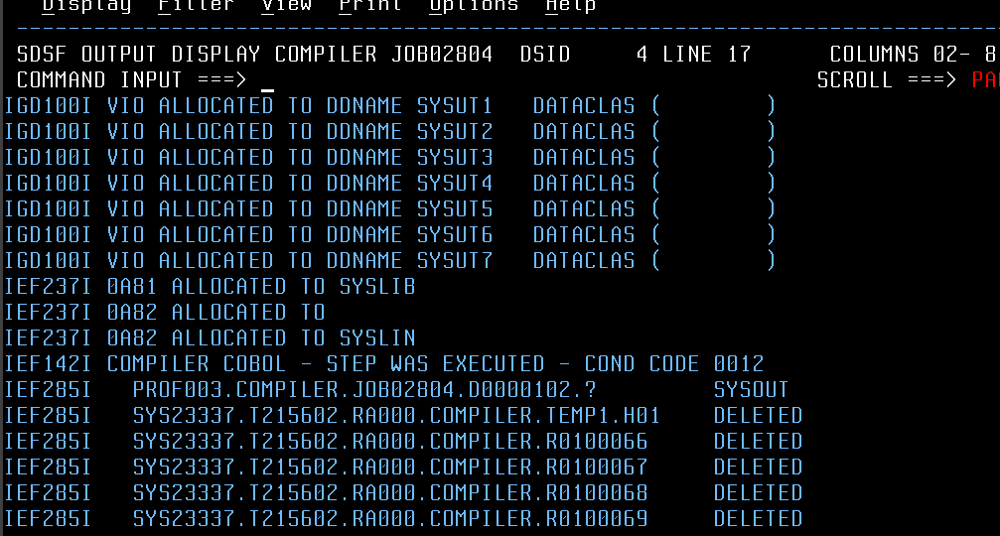 Display Filter View Print Options Help
SDSF OUTPUT DISPLAY COMPILER JOB02804 DSID 4 LINE 17 COLUMNS 02- 8
COMMAND INPUT ===> _ SCROLL ===> PA
IGD100I VIO ALLOCATED TO DDNAME SYSUT1 DATACLAS ( )
IGD100I VIO ALLOCATED TO DDNAME SYSUT2 DATACLAS ( )
IGD100I VIO ALLOCATED TO DDNAME SYSUT3 DATACLAS ( )
IGD100I VIO ALLOCATED TO DDNAME SYSUT4 DATACLAS ( )
IGD100I VIO ALLOCATED TO DDNAME SYSUT5 DATACLAS ( )
IGD100I VIO ALLOCATED TO DDNAME SYSUT6 DATACLAS ( )
IGD100I VIO ALLOCATED TO DDNAME SYSUT7 DATACLAS ( )
IEF237I 0A81 ALLOCATED TO SYSLIB
IEF237I 0A82 ALLOCATED TO
IEF237I 0A82 ALLOCATED TO SYSLIN
IEF142I COMPILER COBOL - STEP WAS EXECUTED - COND CODE 0012
IEF285I PROF003.COMPILER.JOB02804.D0000102.? SYSOUT
IEF285I SYS23337.T215602.RA000.COMPILER.TEMP1.H01 DELETED
IEF285I SYS23337.T215602.RA000.COMPILER.R0100066 DELETED
IEF285I SYS23337.T215602.RA000.COMPILER.R0100067 DELETED
IEF285I SYS23337.T215602.RA000.COMPILER.R0100068 DELETED
IEF285I SYS23337.T215602.RA000.COMPILER.R0100069 DELETED